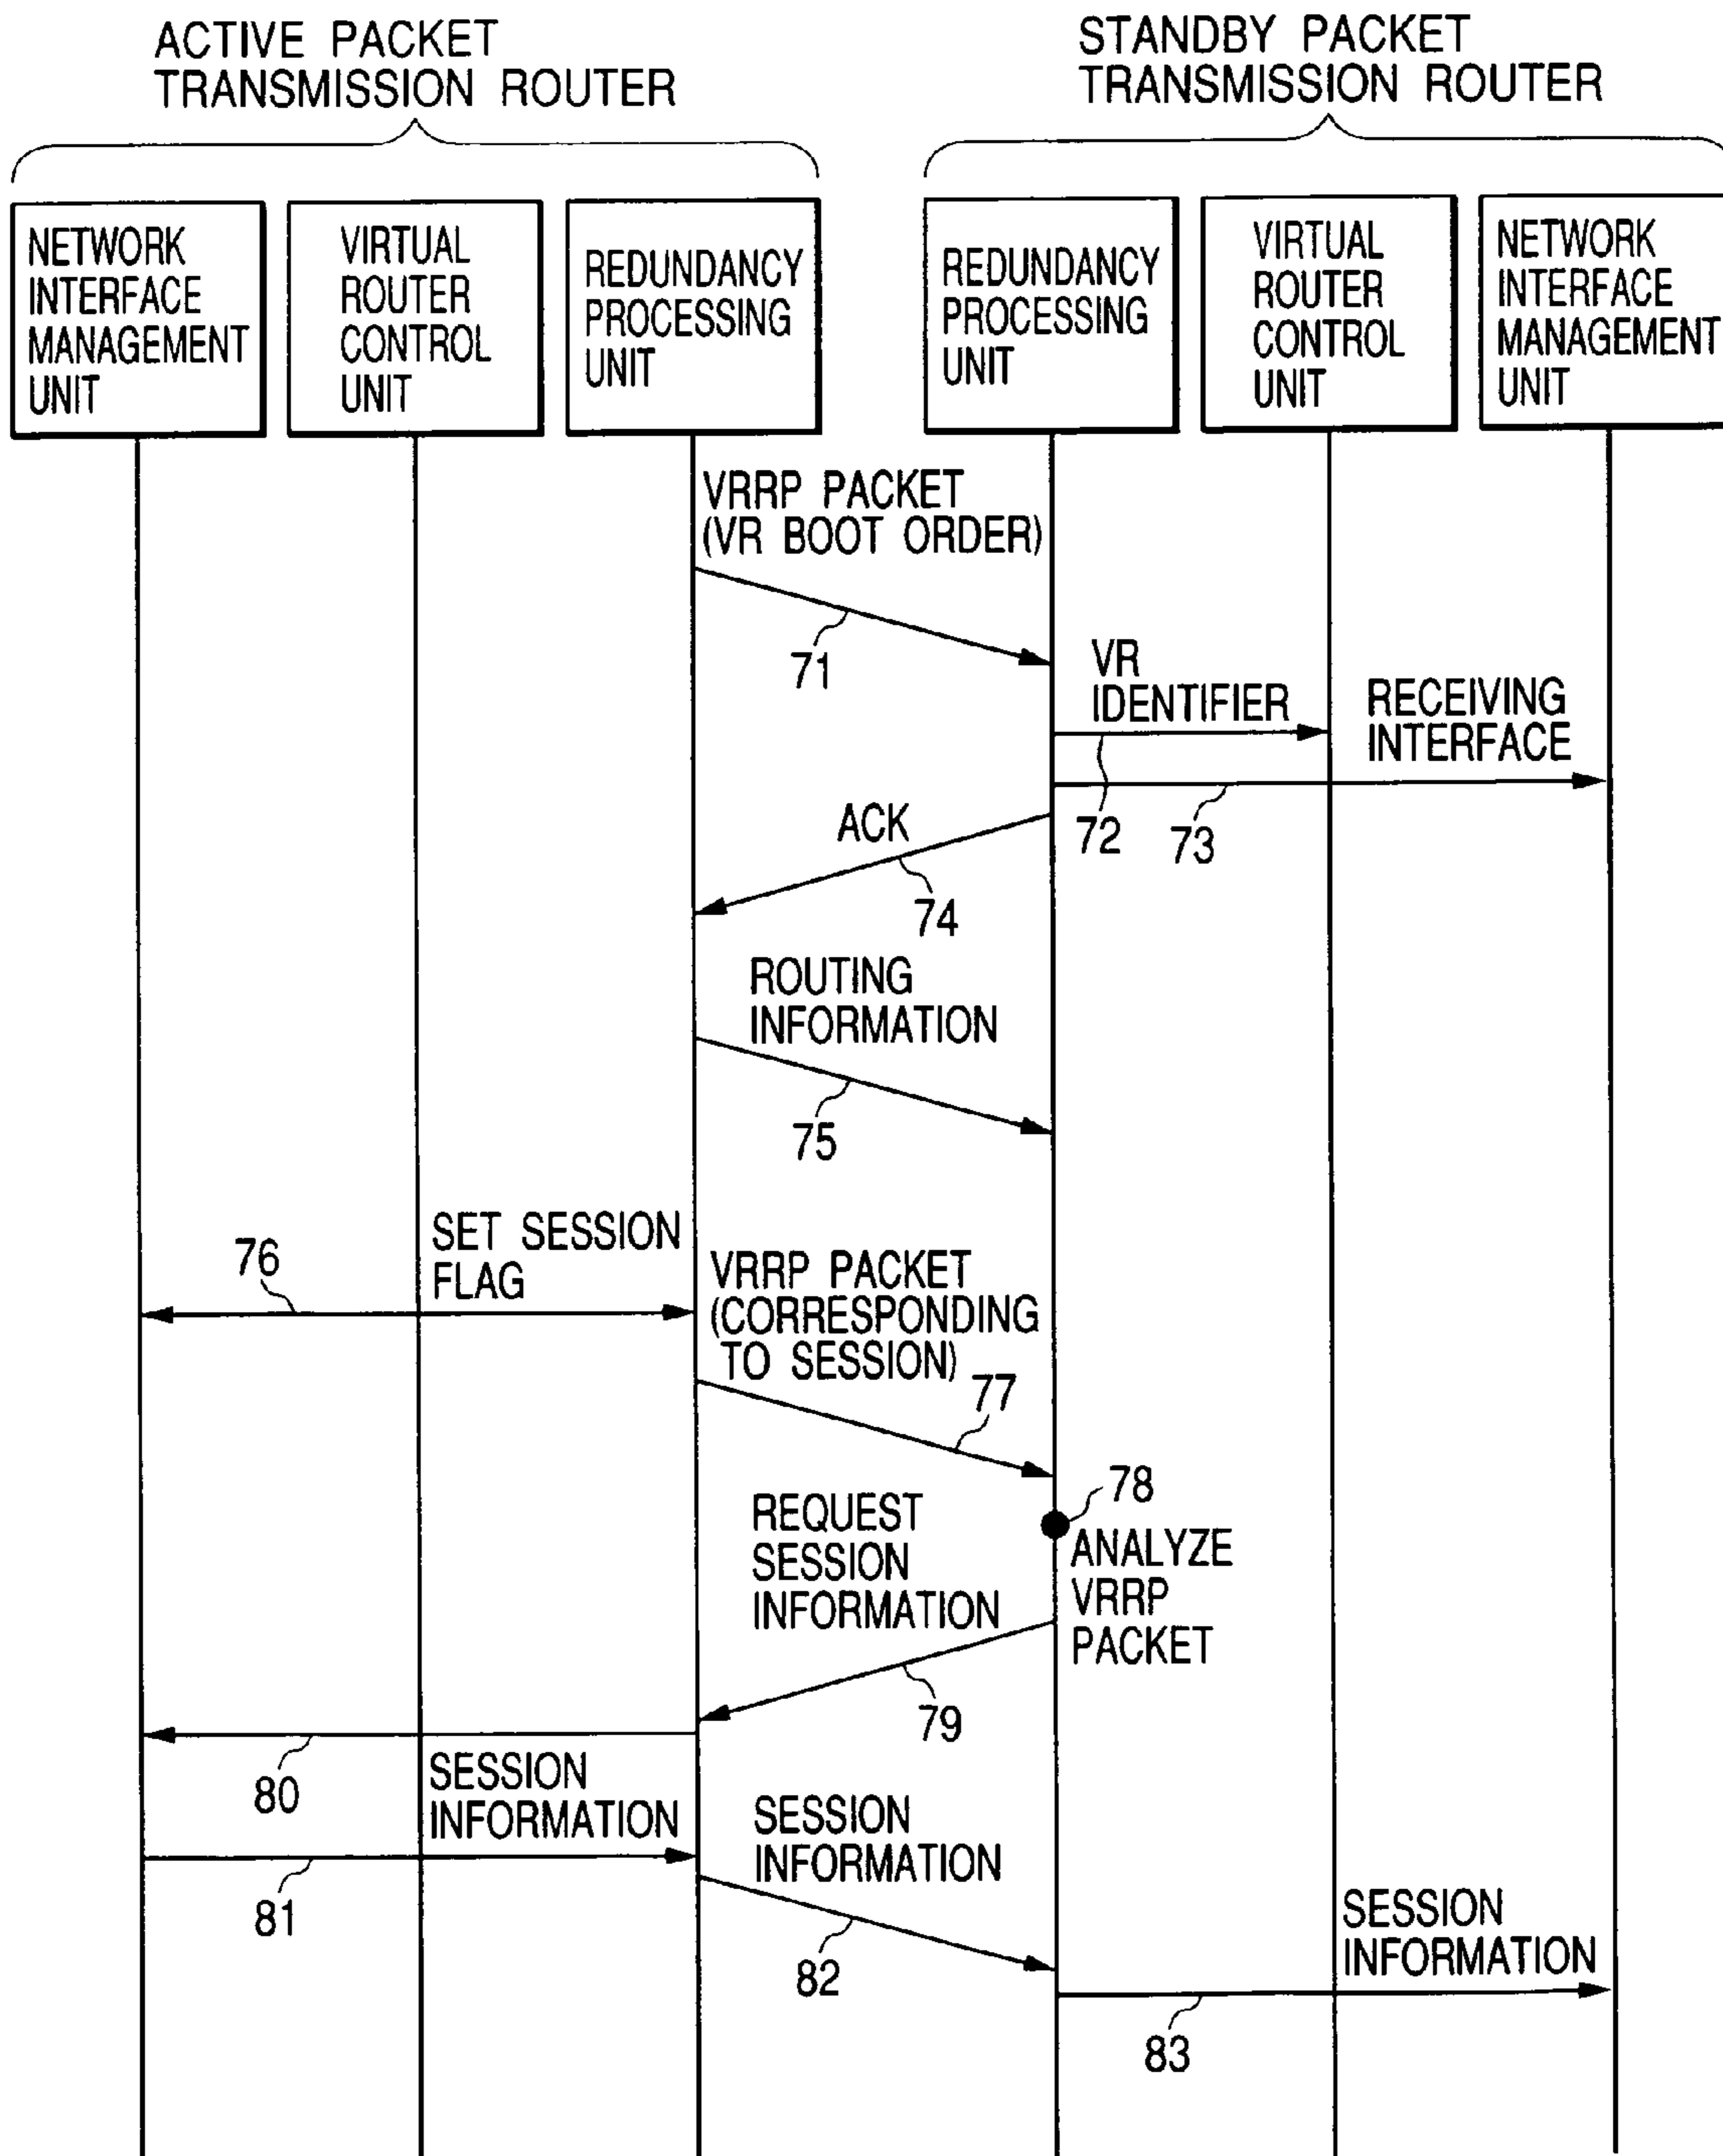 ACTIVE PACKET
TRANSMISSION ROUTER
STANDBY PACKET
TRANSMISSION ROUTER
NETWORK
INTERFACE
MANAGEMENT
UNIT
VIRTUAL
ROUTER
CONTROL
UNIT
REDUNDANCY
PROCESSING
UNIT
REDUNDANCY
PROCESSING
UNIT
VIRTUAL
ROUTER
CONTROL
UNIT
NETWORK
INTERFACE
MANAGEMENT
UNIT
VRRP PACKET
(VR BOOT ORDER)
71
VR
IDENTIFIER
72
RECEIVING
INTERFACE
73
ACK
74
ROUTING
INFORMATION
75
SET SESSION
FLAG
76
VRRP PACKET
(CORRESPONDING
TO SESSION)
77
78
ANALYZE
VRRP
PACKET
REQUEST
SESSION
INFORMATION
79
80
SESSION
INFORMATION
81
SESSION
INFORMATION
82
SESSION
INFORMATION
83